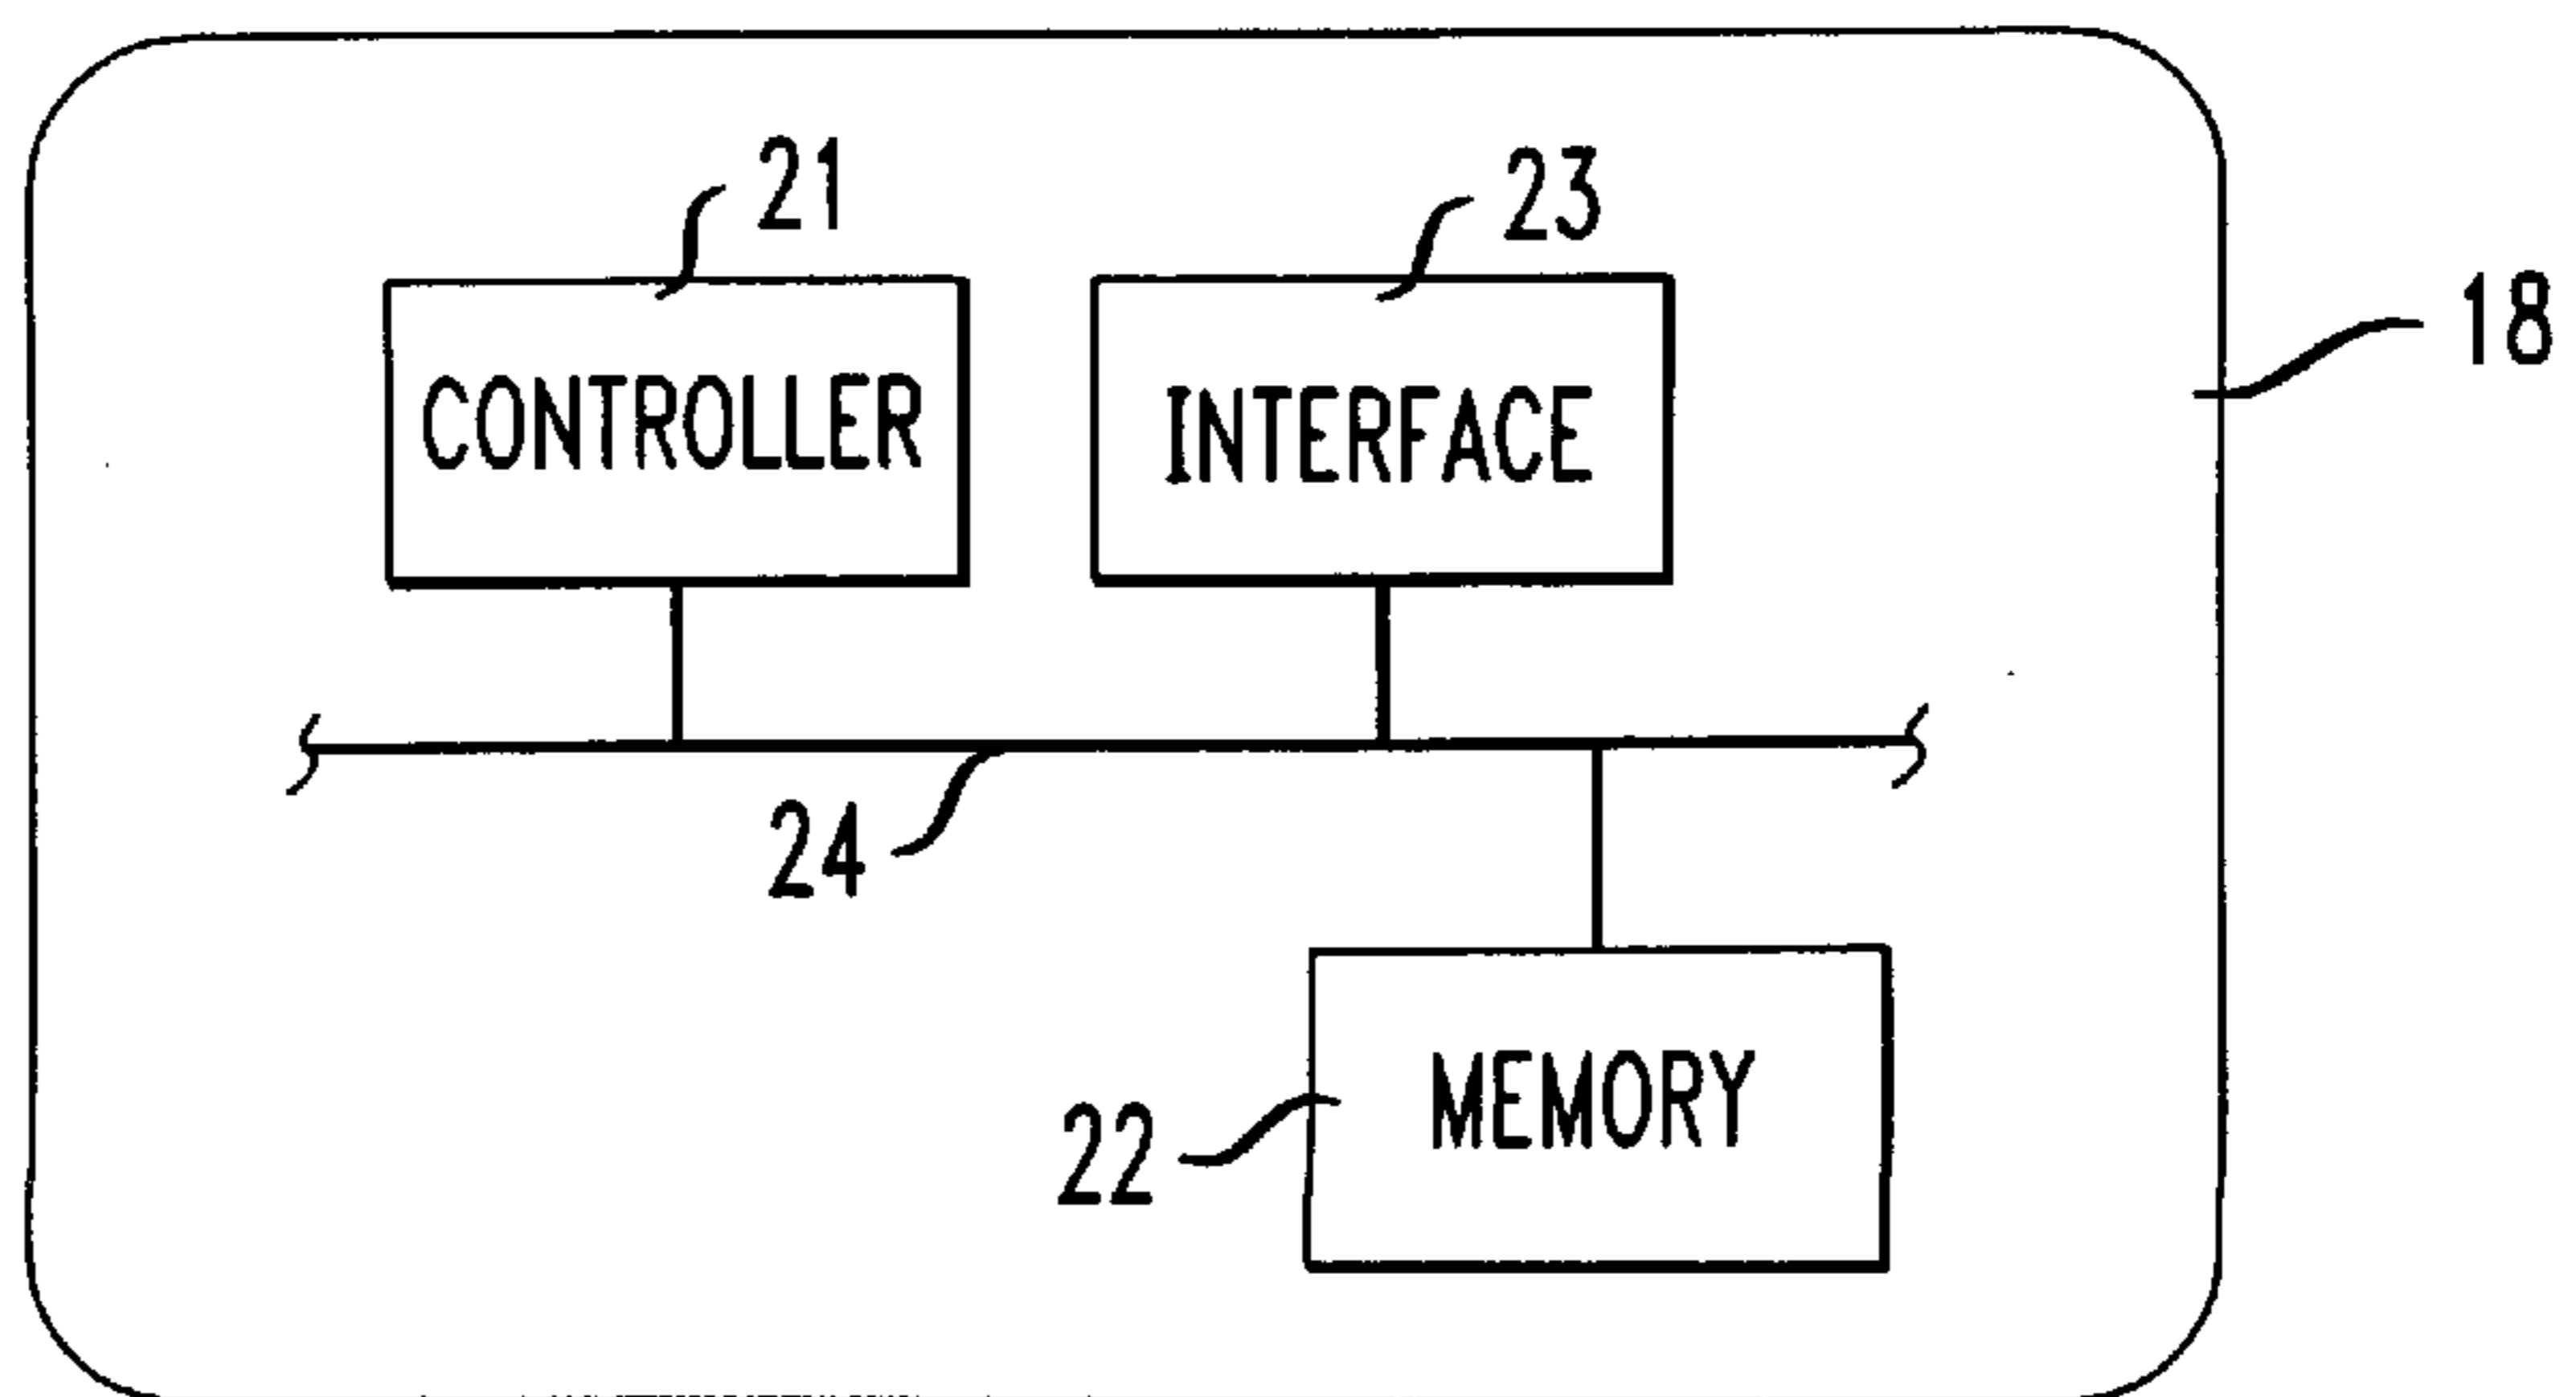 21
23
18
CONTROLLER
INTERFACE
24
22
MEMORY